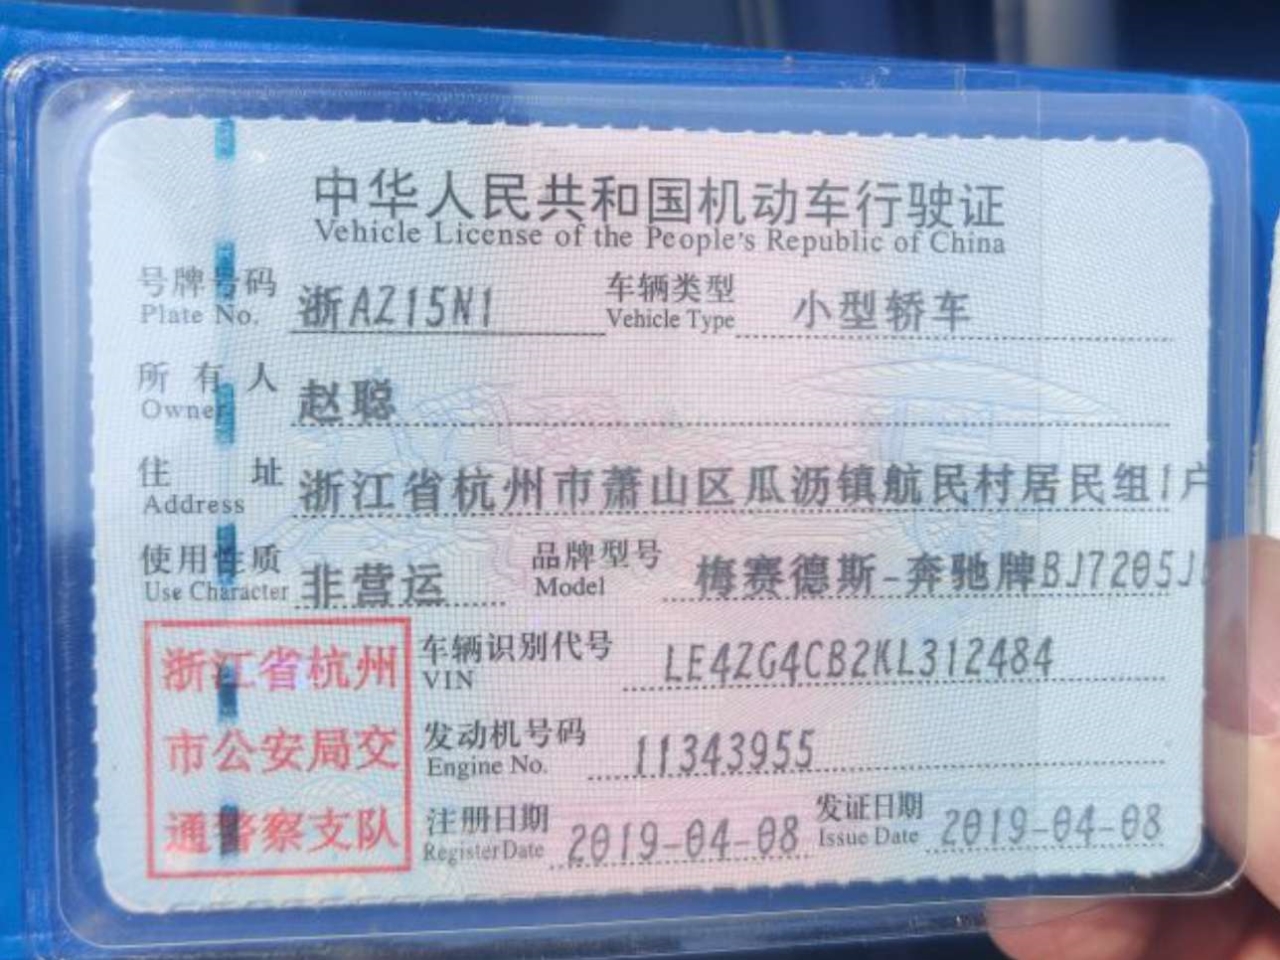 中华人民共和国机动车行驶证
Vehicle License of the People's Republic of China
号牌号码 浙AZ15N1 车辆类型 小型轿车
Plate No. Vehicle Type
所有人 赵聪
Owner
住址 浙江省杭州市萧山区瓜沥镇航民村居民组1户
Address
使用性质 非营运 品牌型号 梅赛德斯-奔驰牌BJ7205J
Use Character Model
浙江省杭州
市公安局交
通警察支队
车辆识别代号 LE4ZG4CB2KL312484
VIN
发动机号码 11343955
Engine No.
注册日期 2019-04-08 发证日期 2019-04-08
Register Date Issue Date